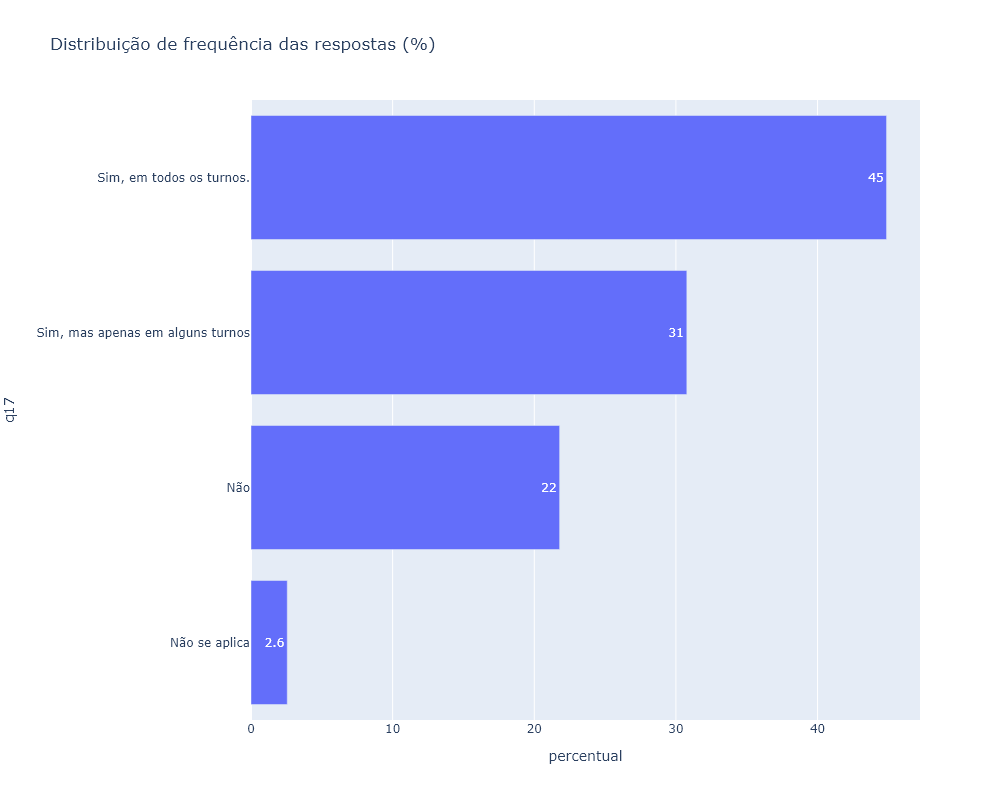 Distribuição de frequência das respostas (%)
Sim, em todos os turnos.
45
Sim, mas apenas em alguns turnos
31
q17
Não
22
Não se aplica
2.6
0
10
20
30
40
percentual